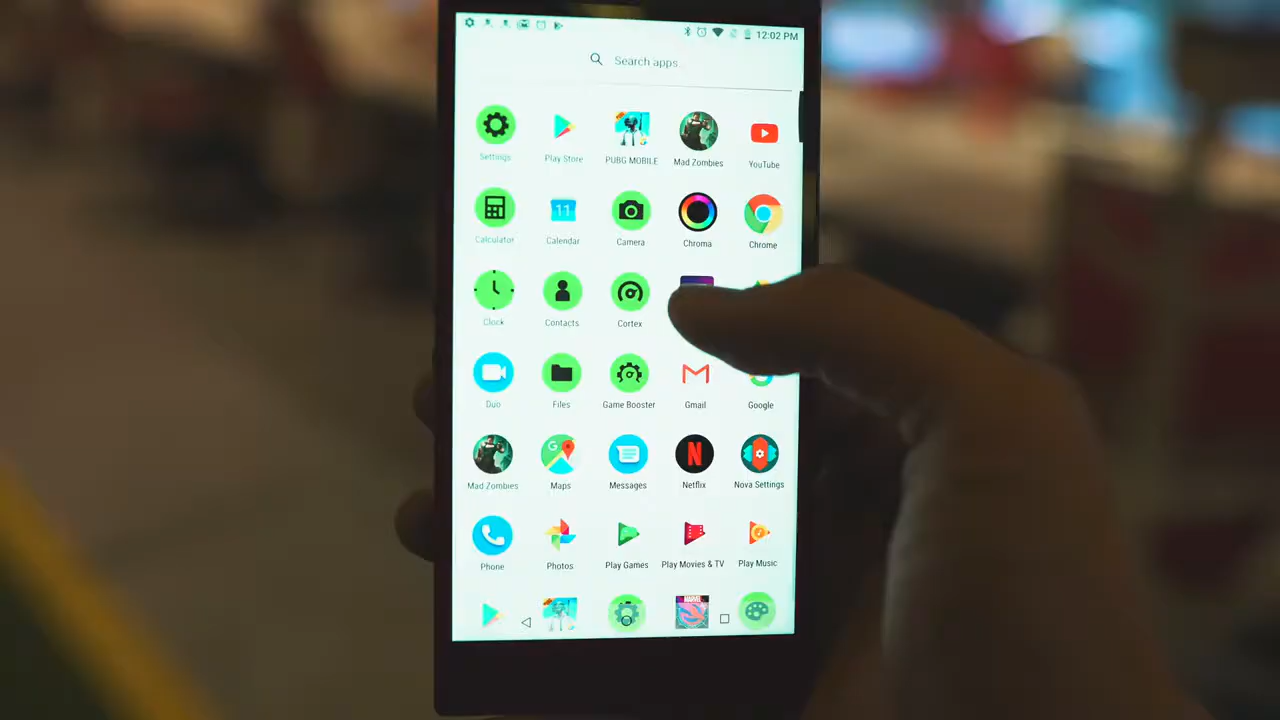 12:02 PM
Search apps
Settings Play Store PUBG MOBILE Mad Zombies YouTube
11
Calculator Calendar Camera Chroma Chrome
Clock Contacts Cortex
Duo Files Game Booster Gmail Google
G N
Mad Zombies Maps Messages Netflix Nova Settings
Phone Photos Play Games Play Movies & TV Play Music
MARVEL